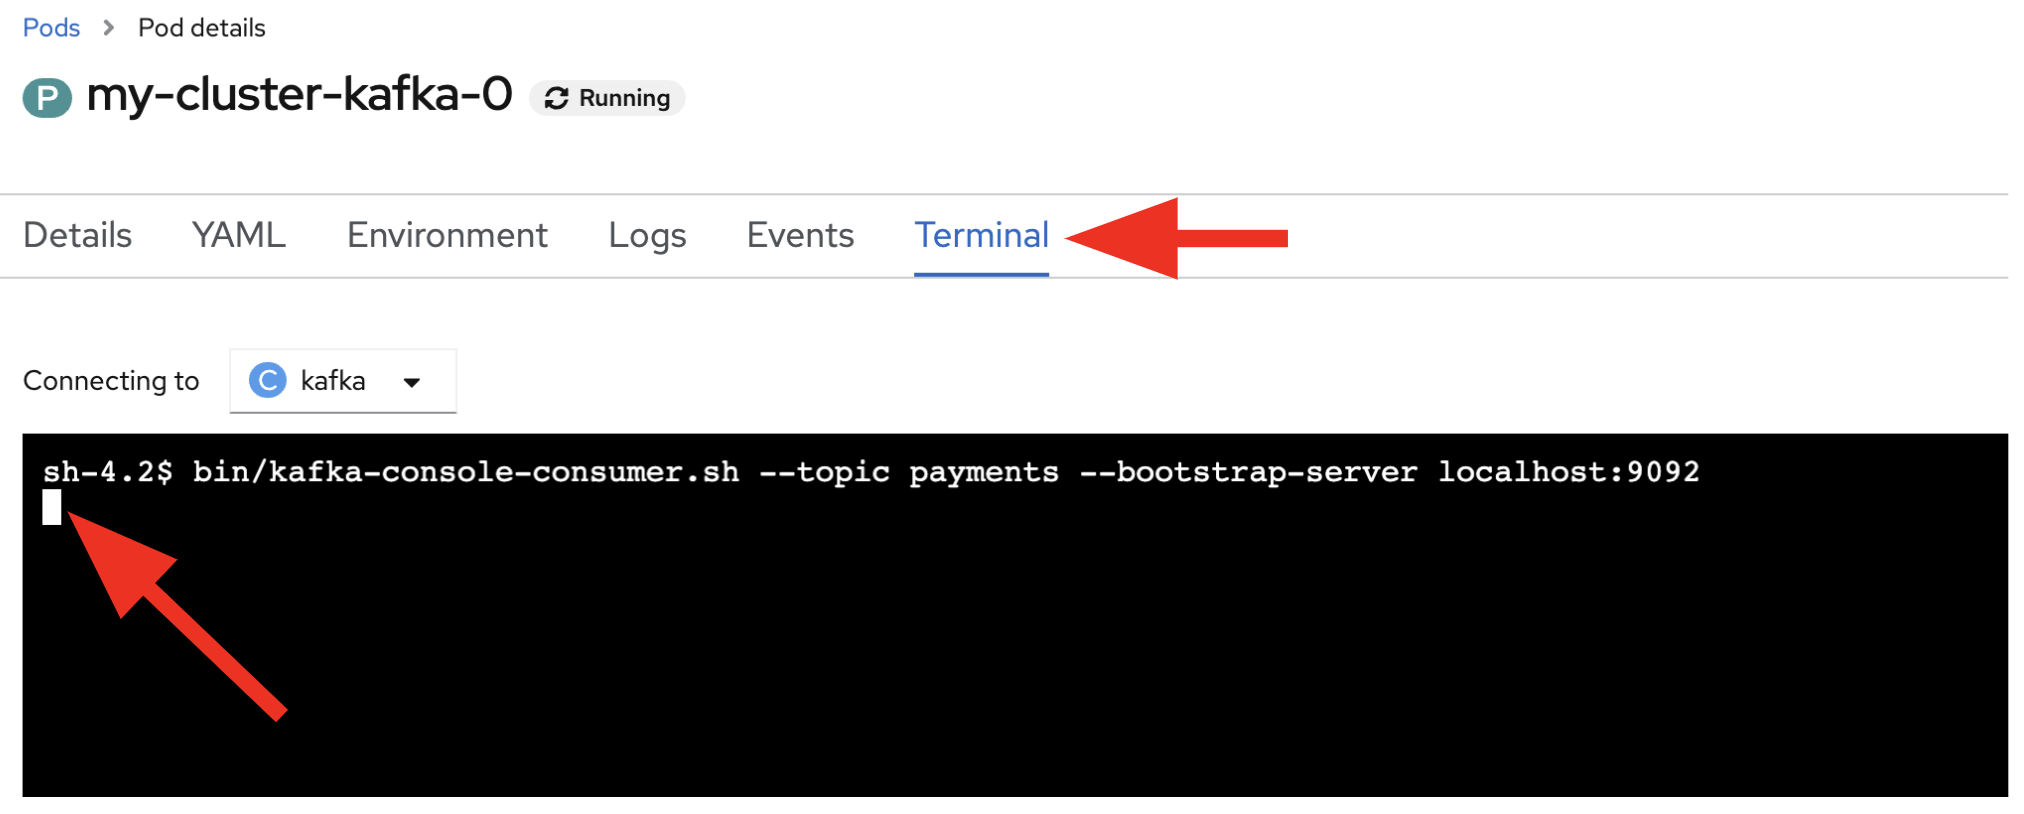 Pods > Pod details
P my-cluster-kafka-0 Running
Details YAML Environment Logs Events Terminal
Connecting to C kafka
sh-4.2$ bin/kafka-console-consumer.sh --topic payments --bootstrap-server localhost:9092